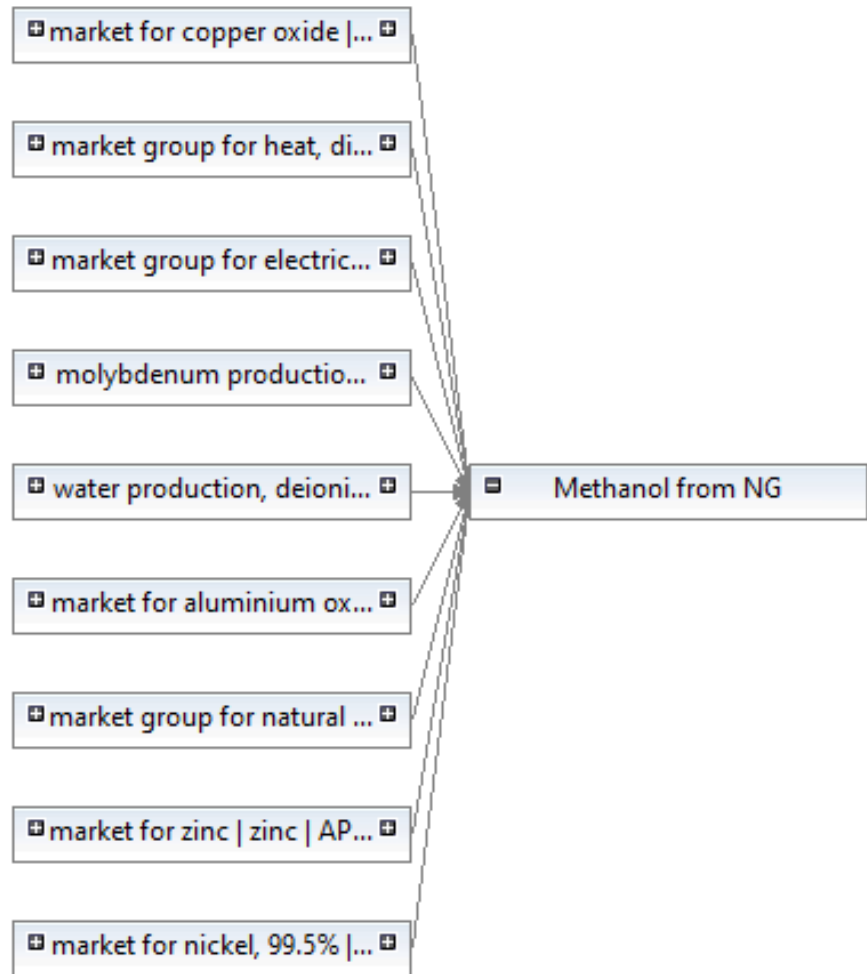 market for copper oxide |...
market group for heat, di...
market group for electric...
molybdenum productio...
water production, deioni...
Methanol from NG
market for aluminium ox...
market group for natural ...
market for zinc | zinc | AP...
market for nickel, 99.5% |...